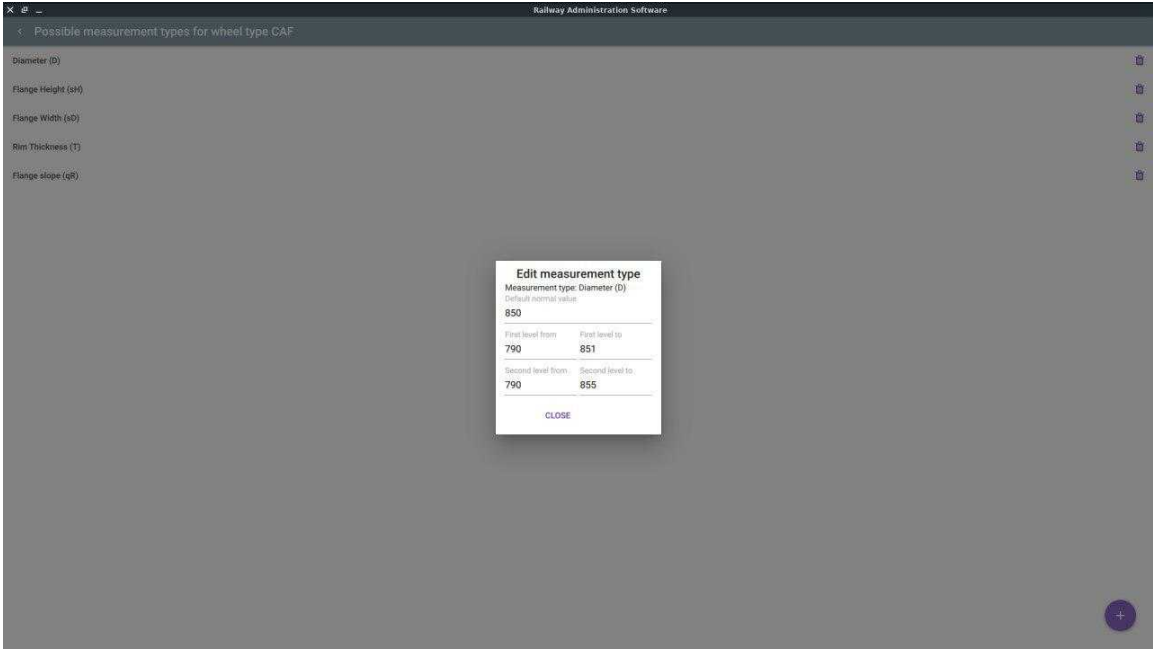 Railway Administration Software
Possible measurement types for wheel type CAF
Diameter (D)
Flange Height (sH)
Flange Width (sD)
Rim Thickness (T)
Flange slope (qR)
Edit measurement type
Measurement type: Diameter (D)
Default normal value
850
First level from First level to
790 851
Second level from Second level to
790 855
CLOSE